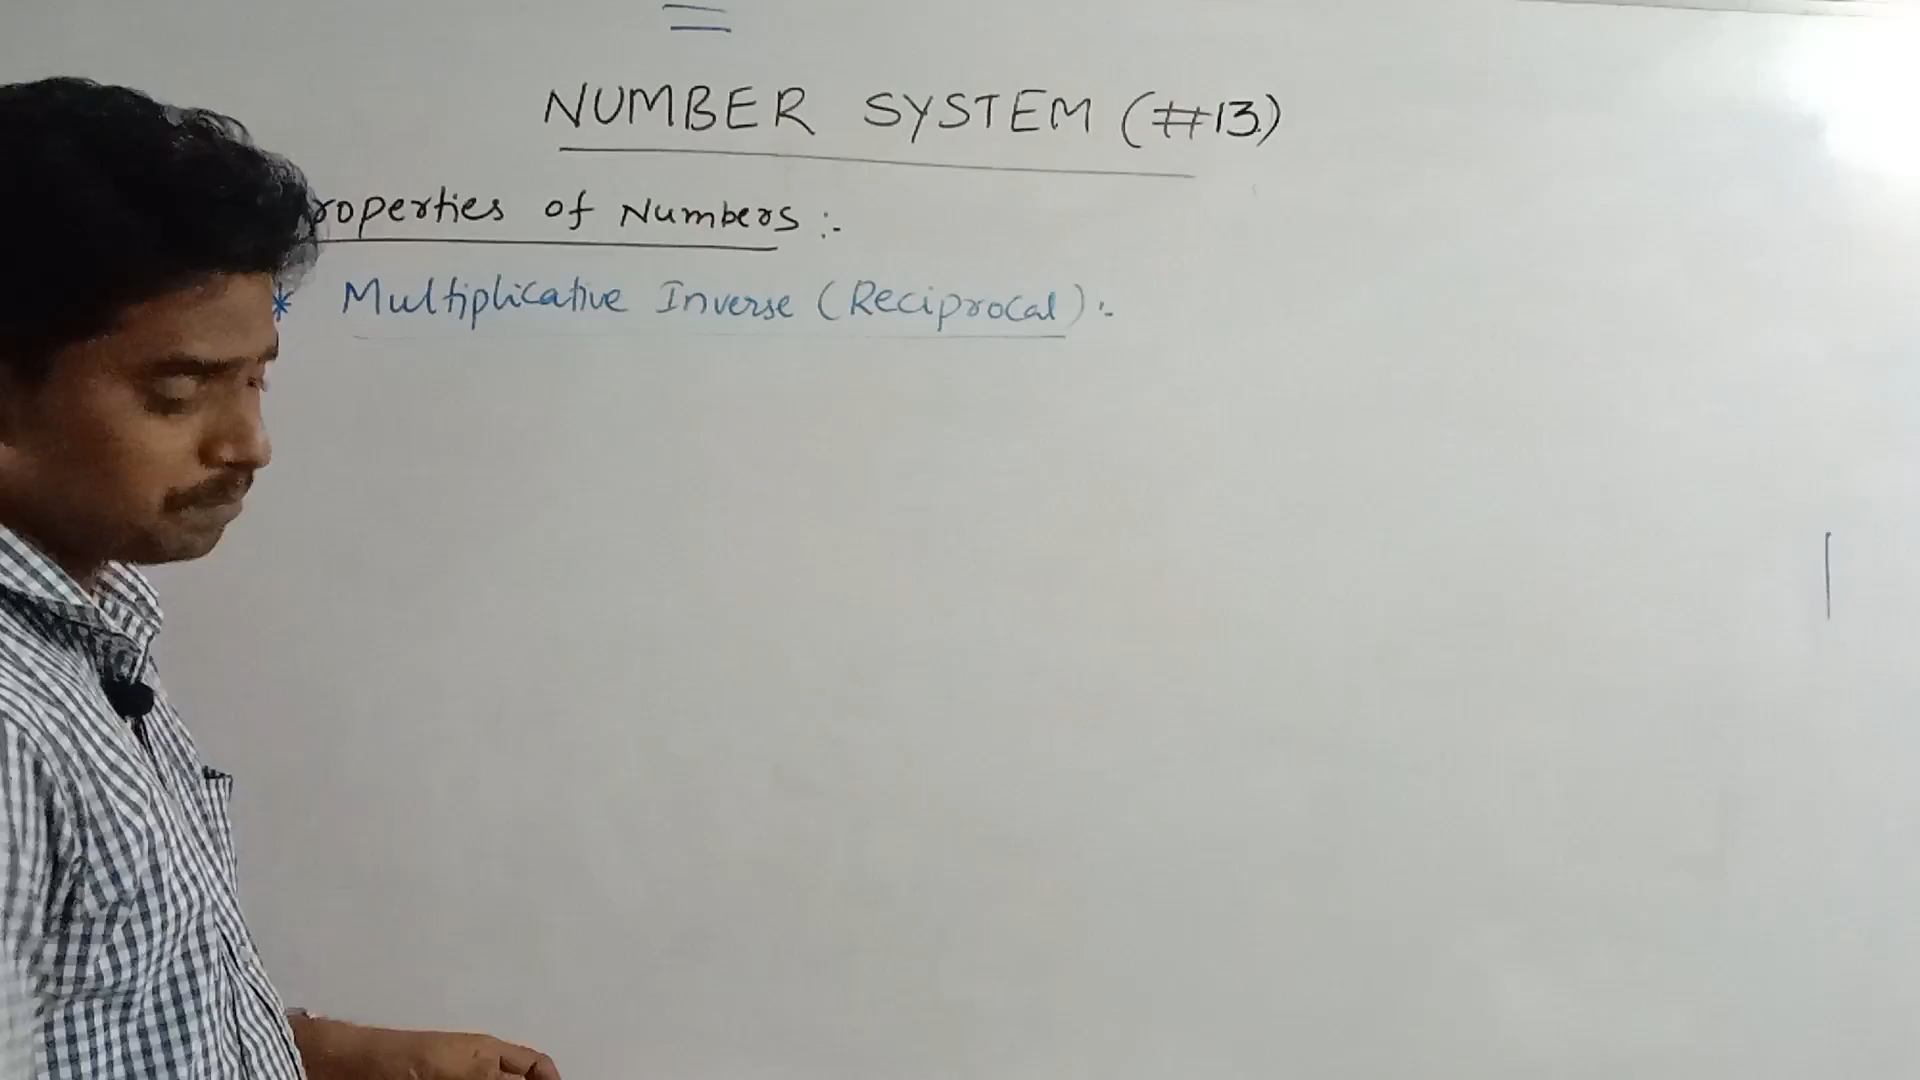 NUMBER SYSTEM (#13)
roperties of Numbers :-
* Multiplicative Inverse (Reciprocal) :-